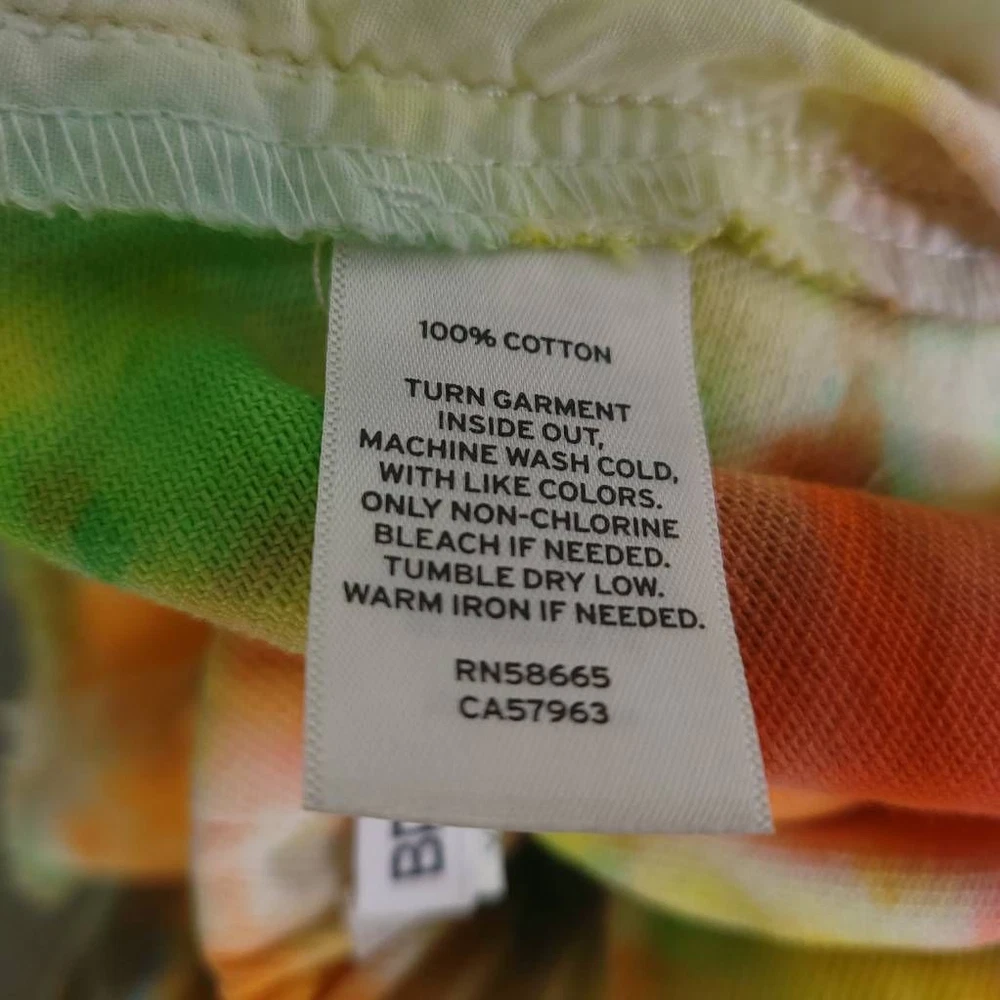 100% COTTON
TURN GARMENT
INSIDE OUT,
MACHINE WASH COLD,
WITH LIKE COLORS.
ONLY NON-CHLORINE
BLEACH IF NEEDED.
TUMBLE DRY LOW.
WARM IRON IF NEEDED.
RN58665
CA57963